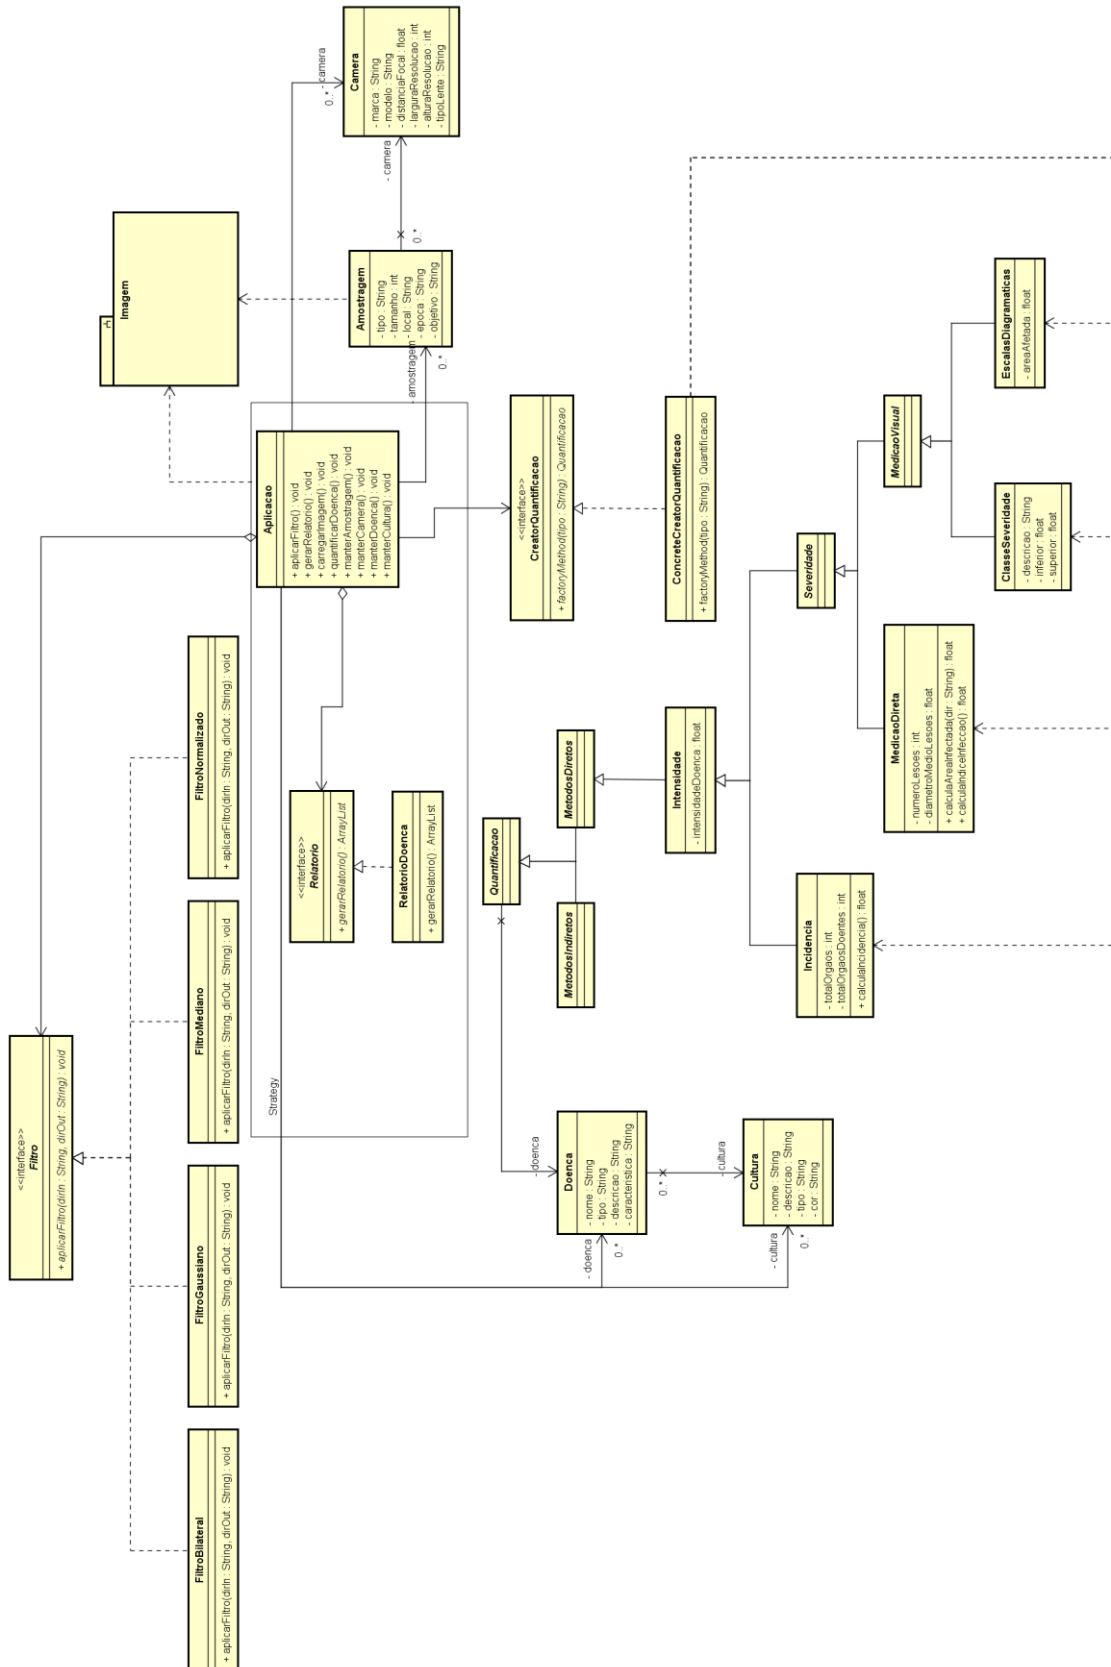 <<interface>>
Filtro
+ aplicarFiltro(dirIn : String, dirOut : String) : void
FiltroBilateral
+ aplicarFiltro(dirIn : String, dirOut : String) : void
FiltroGaussiano
+ aplicarFiltro(dirIn : String, dirOut : String) : void
FiltroMediano
+ aplicarFiltro(dirIn : String, dirOut : String) : void
FiltroNormalizado
+ aplicarFiltro(dirIn : String, dirOut : String) : void
Imagem
Strategy
Aplicacao
+ aplicarFiltro() : void
+ gerarRelatorio() : void
+ carregarImagem() : void
+ quantificarDoenca() : void
+ manterAmostragem() : void
+ manterCamera() : void
+ manterDoenca() : void
+ manterCultura() : void
<<interface>>
Relatorio
+ gerarRelatorio() : ArrayList
RelatorioDoenca
+ gerarRelatorio() : ArrayList
- camera
0..*
Camera
- marca : String
- modelo : String
- distanciaFocal : float
- larguraResolucao : int
- alturaResolucao : int
- tipoLente : String
- camera
0..*
Amostragem
- tipo : String
- tamanho : int
- local : String
- epoca : String
- objetivo : String
- amostragem
0..*
<<interface>>
CreatorQuantificacao
+ factoryMethod(tipo : String) : Quantificacao
ConcreteCreatorQuantificacao
+ factoryMethod(tipo : String) : Quantificacao
Quantificacao
MetodosIndiretos
MetodosDiretos
- doenca
Doenca
- nome : String
- tipo : String
- descricao : String
- caracteristica : String
- doenca
0..*
0..*
- cultura
Cultura
- nome : String
- descricao : String
- tipo : String
- cor : String
- cultura
0..*
Intensidade
- intensidadeDoenca : float
Incidencia
- totalOrgaos : int
- totalOrgaosDoentes : int
+ calculaIncidencia() : float
Severidade
MedicaoDireta
- numeroLesoes : int
- diametroMedioLesoes : float
+ calculaAreaInfectada(dir : String) : float
+ calculaIndiceInfeccao() : float
MedicaoVisual
ClasseSeveridade
- descricao : String
- inferior : float
- superior : float
EscalasDiagramaticas
- areaAfetada : float